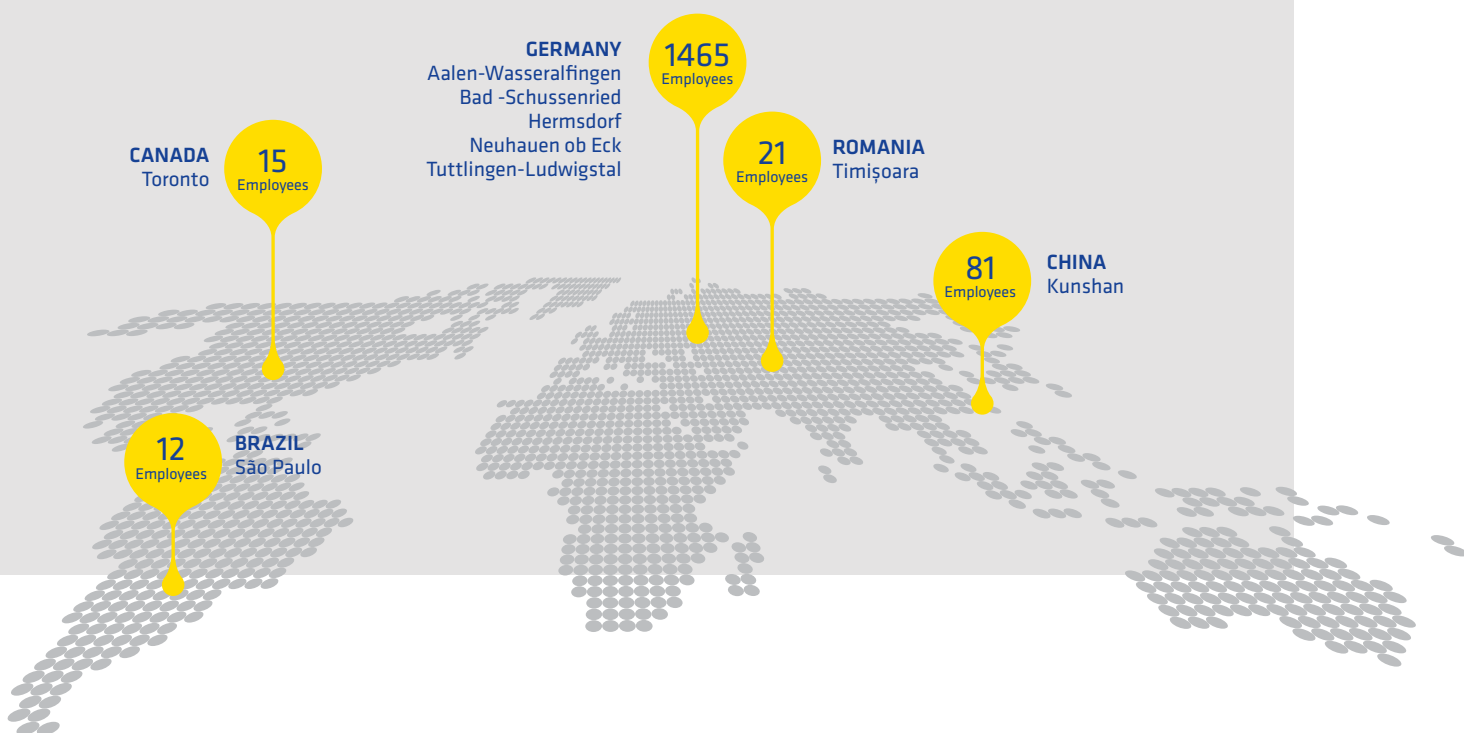 GERMANY
Aalen-Wasseralfingen
Bad -Schussenried
Hermsdorf
Neuhauen ob Eck
Tuttlingen-Ludwigstal
1465
Employees
CANADA
Toronto
15
Employees
21
Employees
ROMANIA
Timișoara
81
Employees
CHINA
Kunshan
12
Employees
BRAZIL
São Paulo